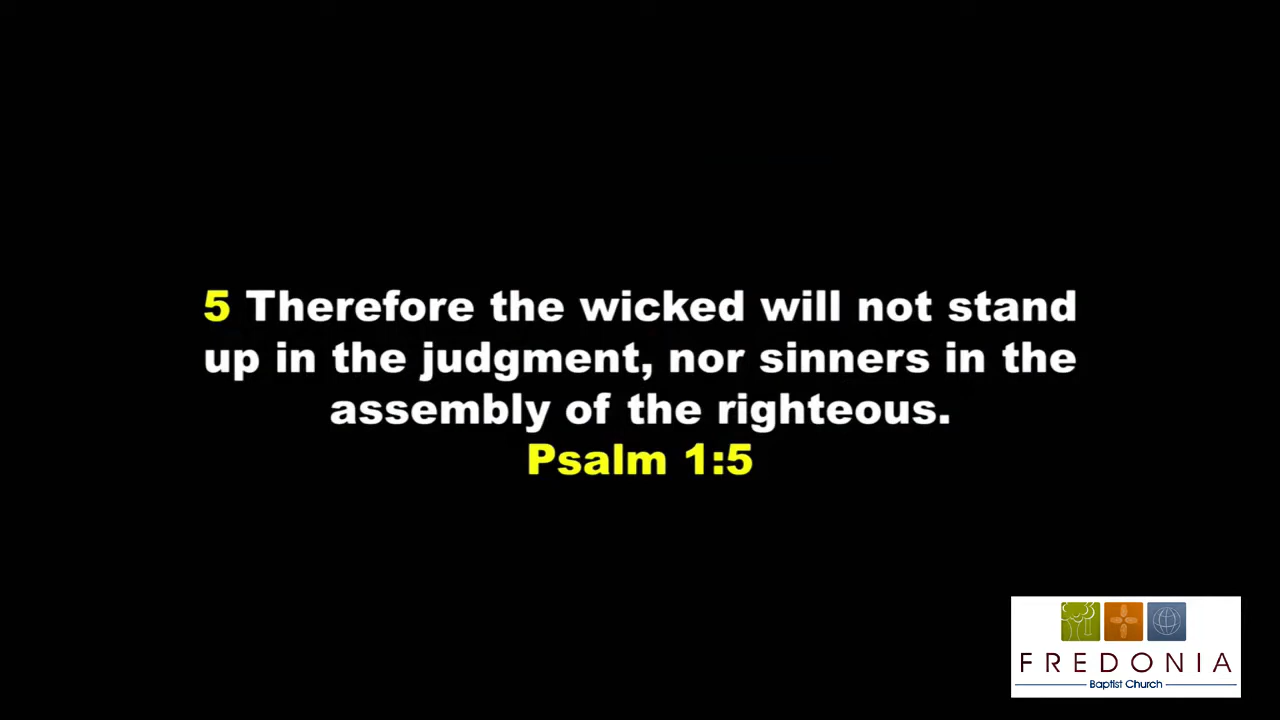 5 Therefore the wicked will not stand
up in the judgment, nor sinners in the
assembly of the righteous.
Psalm 1:5
FREDONIA
Baptist Church